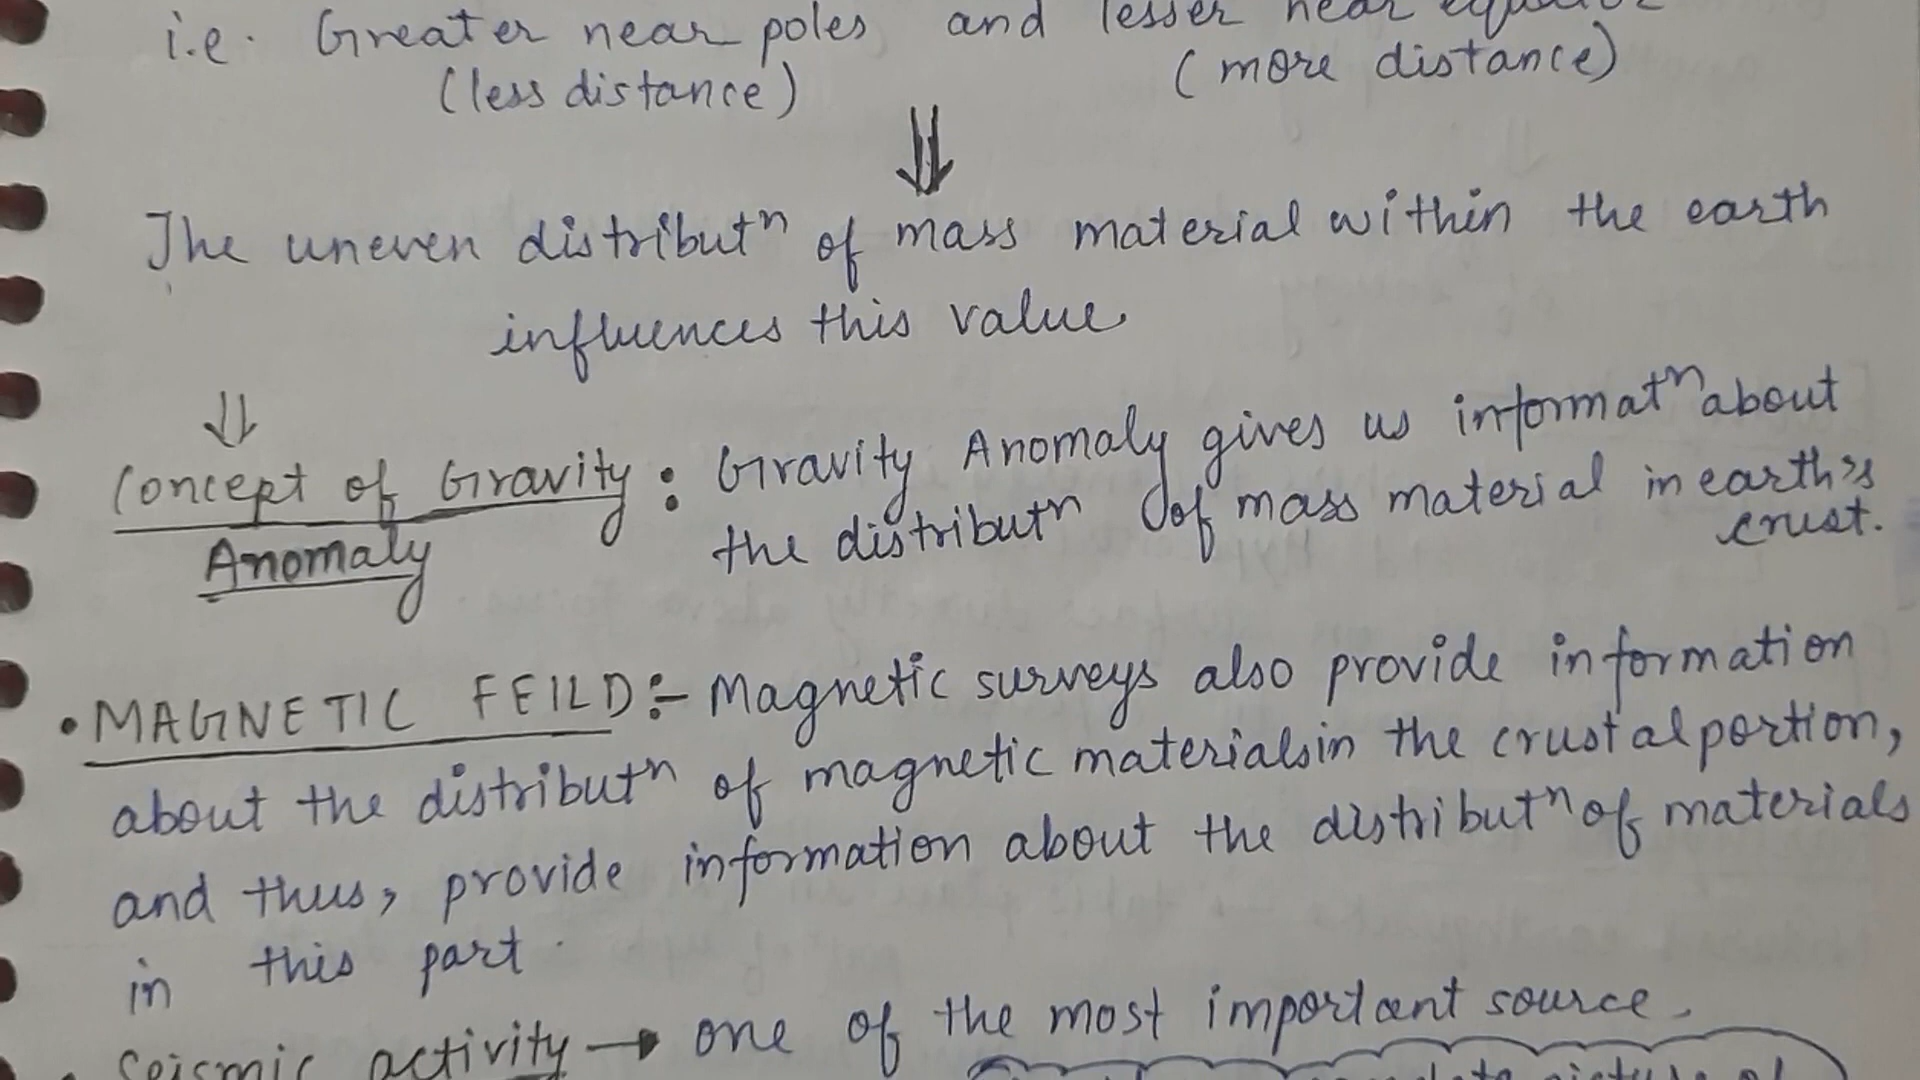 i.e. Greater near poles and lesser near equator
(less distance) (more distance)
The uneven distributⁿ of mass material within the earth
influences this value
Concept of Gravity : Gravity Anomaly gives us informatⁿ about
Anomaly the distributⁿ of mass material in earth's
crust.
• MAGNETIC FEILD :- Magnetic surveys also provide information
about the distributⁿ of magnetic materials in the crustal portion,
and thus, provide information about the distributⁿ of materials
in this part.
• Seismic activity → one of the most important source.